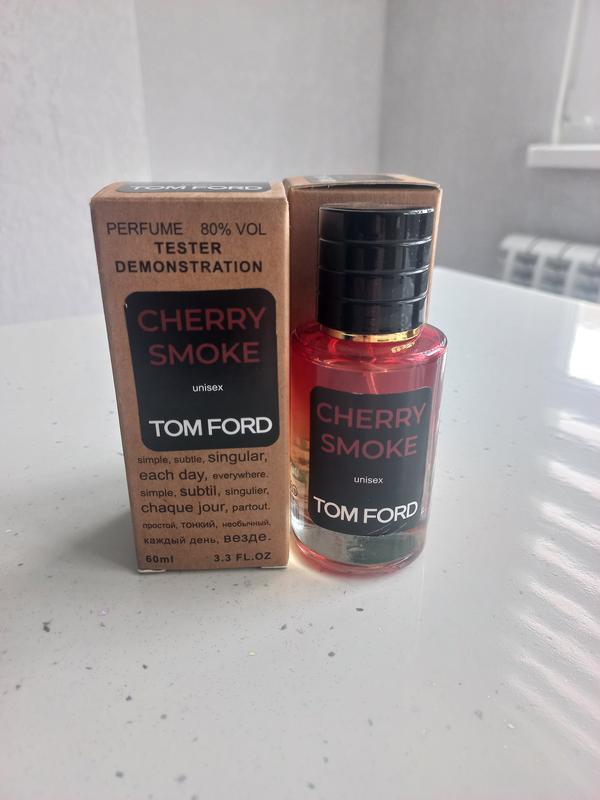 TOM FORD
PERFUME 80% VOL
TESTER
DEMONSTRATION
CHERRY
SMOKE
unisex
TOM FORD
simple, subtle, singular,
each day, everywhere.
simple, subtil, singulier,
chaque jour, partout.
простой, тонкий, необычный,
каждый день, везде.
60ml 3.3 FL.OZ
CHERRY
SMOKE
unisex
TOM FORD